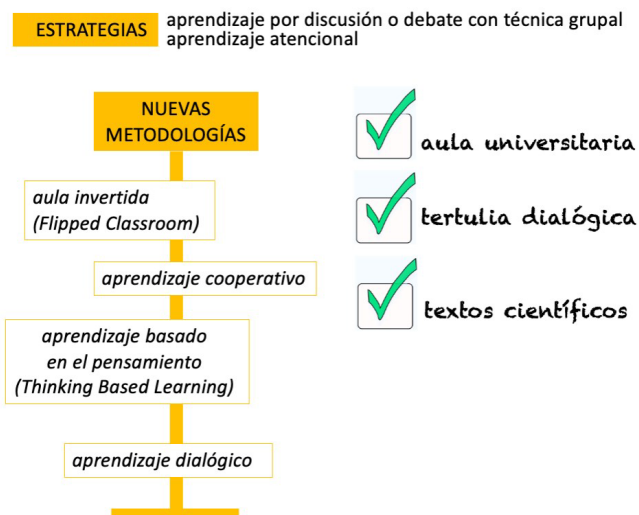 ESTRATEGIAS
aprendizaje por discusión o debate con técnica grupal
aprendizaje atencional
NUEVAS
METODOLOGÍAS
aula invertida
(Flipped Classroom)
aprendizaje cooperativo
aprendizaje basado
en el pensamiento
(Thinking Based Learning)
aprendizaje dialógico
aula universitaria
tertulia dialógica
textos científicos